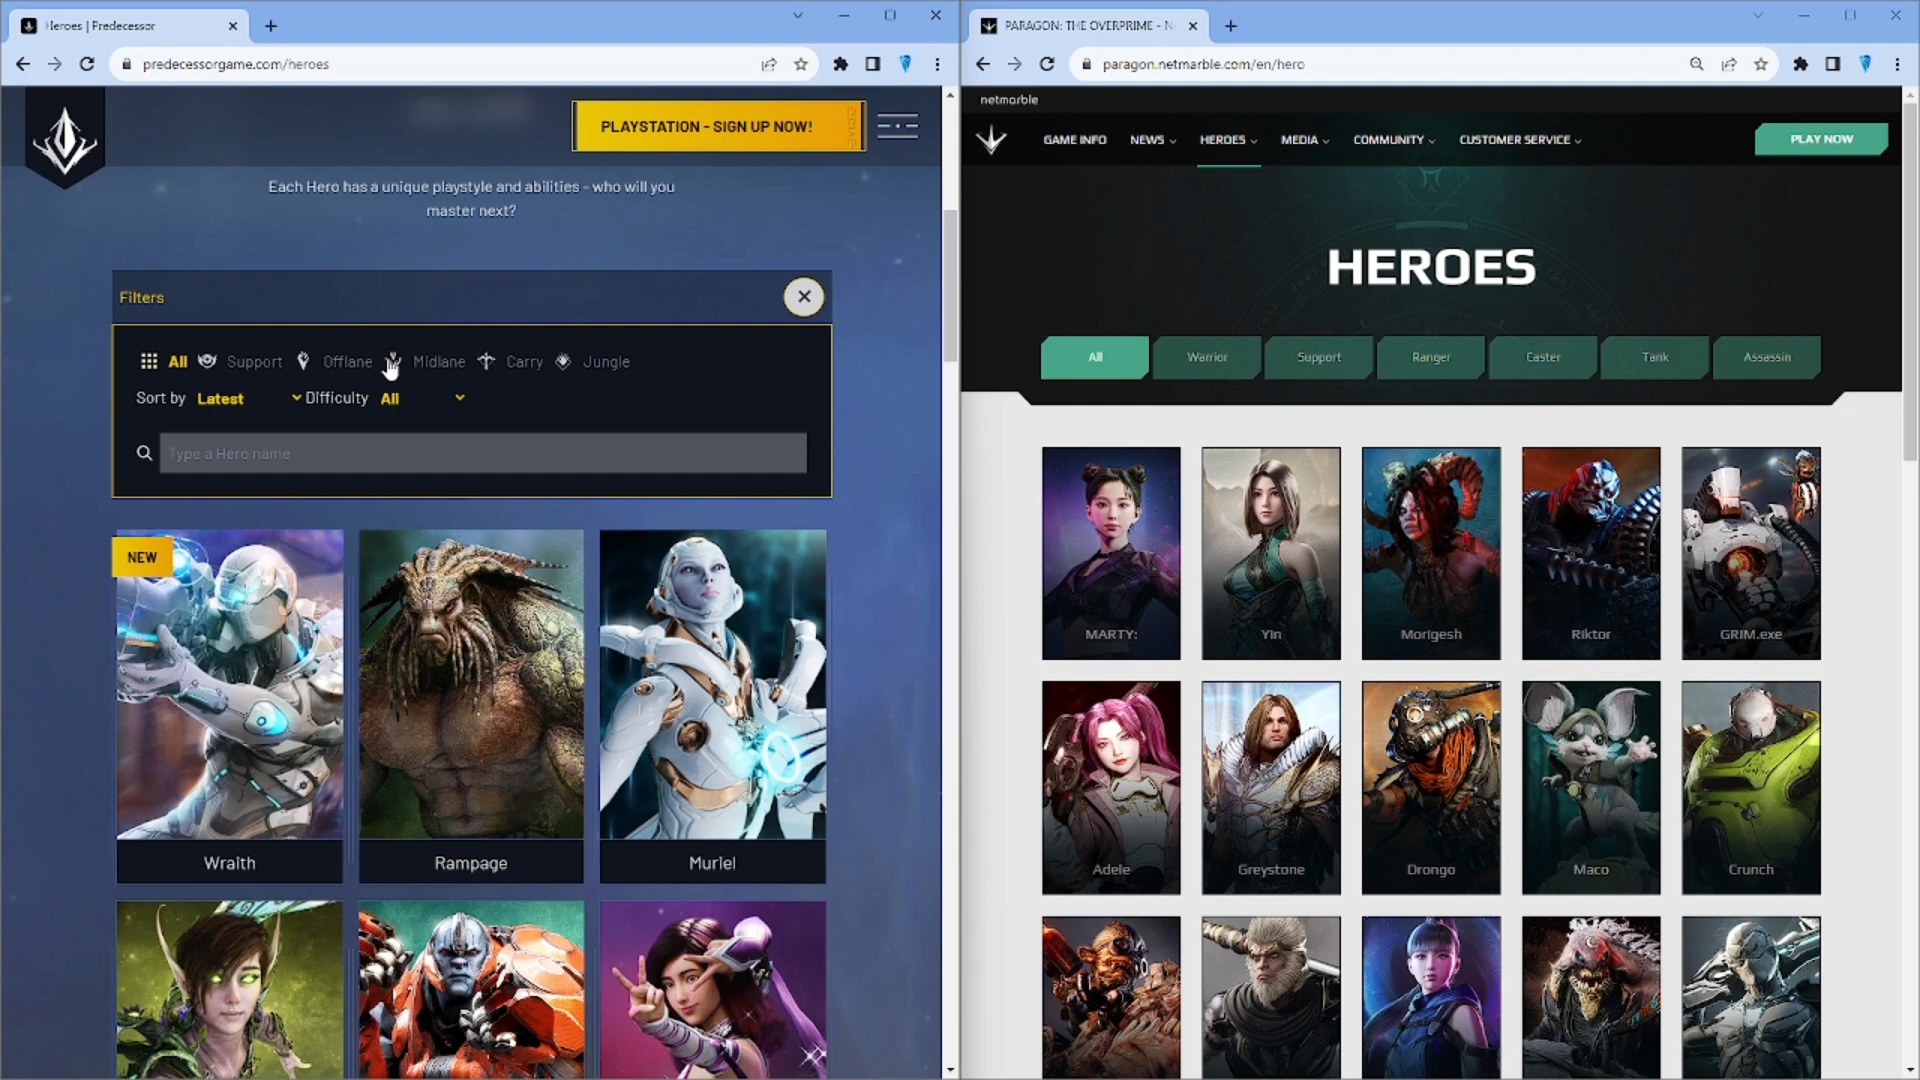 Heroes | Predecessor
predecessorgame.com/heroes
PLAYSTATION - SIGN UP NOW!
Each Hero has a unique playstyle and abilities - who will you
master next?
Filters
All Support Offlane Midlane Carry Jungle
Sort by Latest Difficulty All
Type a Hero name
NEW
Wraith Rampage Muriel
PARAGON: THE OVERPRIME - N
paragon.netmarble.com/en/hero
netmarble
GAME INFO NEWS HEROES MEDIA COMMUNITY CUSTOMER SERVICE PLAY NOW
HEROES
All Warrior Support Ranger Caster Tank Assassin
MARTY: Yin Morigesh Riktor GRIM.exe
Adele Greystone Drongo Maco Crunch